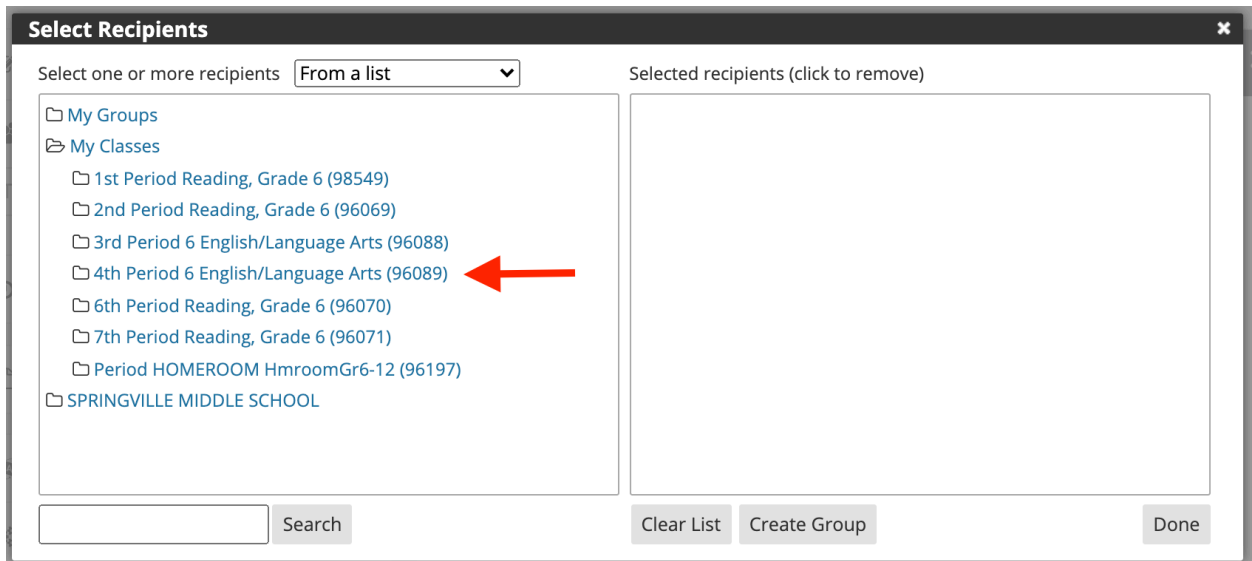 Select Recipients
Select one or more recipients From a list
Selected recipients (click to remove)
My Groups
My Classes
1st Period Reading, Grade 6 (98549)
2nd Period Reading, Grade 6 (96069)
3rd Period 6 English/Language Arts (96088)
4th Period 6 English/Language Arts (96089)
6th Period Reading, Grade 6 (96070)
7th Period Reading, Grade 6 (96071)
Period HOMEROOM HmroomGr6-12 (96197)
SPRINGVILLE MIDDLE SCHOOL
Search
Clear List Create Group Done